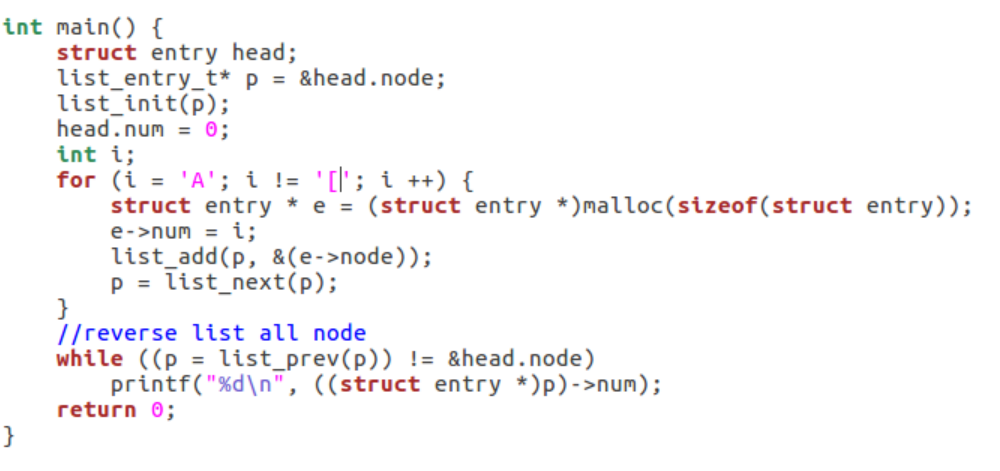 int main() {
    struct entry head;
    list_entry_t* p = &head.node;
    list_init(p);
    head.num = 0;
    int i;
    for (i = 'A'; i != '['; i ++) {
        struct entry * e = (struct entry *)malloc(sizeof(struct entry));
        e->num = i;
        list_add(p, &(e->node));
        p = list_next(p);
    }
    //reverse list all node
    while ((p = list_prev(p)) != &head.node)
        printf("%d\n", ((struct entry *)p)->num);
    return 0;
}